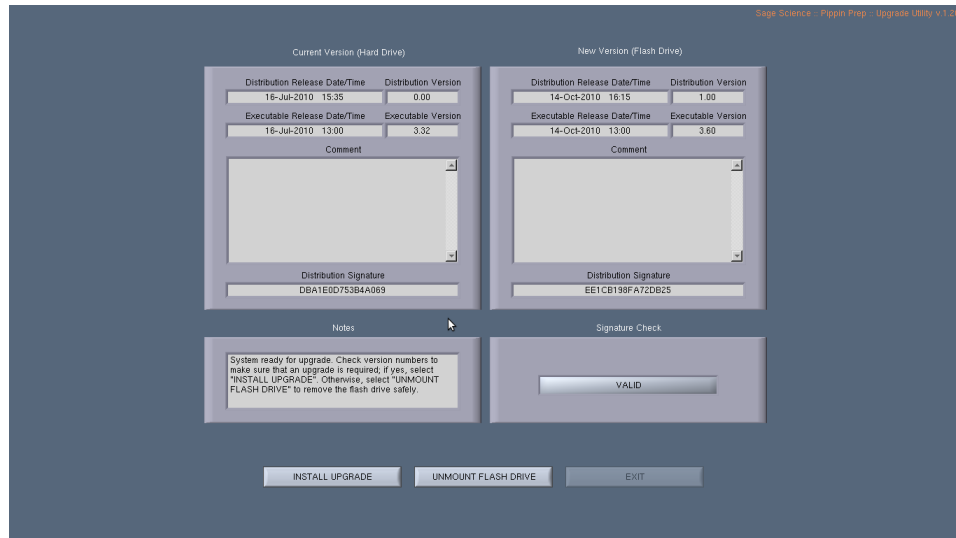 Sage Science :: Pippin Prep :: Upgrade Utility v.1.2
Current Version (Hard Drive)
New Version (Flash Drive)
Distribution Release Date/Time Distribution Version
16-Jul-2010 15:35 0.00
Executable Release Date/Time Executable Version
16-Jul-2010 13:00 3.32
Comment
Distribution Signature
DBA1E0D753B4A069
Distribution Release Date/Time Distribution Version
14-Oct-2010 16:15 1.00
Executable Release Date/Time Executable Version
14-Oct-2010 13:00 3.60
Comment
Distribution Signature
EE1CB198FA72DB25
Notes
System ready for upgrade. Check version numbers to
make sure that an upgrade is required; if yes, select
"INSTALL UPGRADE". Otherwise, select "UNMOUNT
FLASH DRIVE" to remove the flash drive safely.
Signature Check
VALID
INSTALL UPGRADE
UNMOUNT FLASH DRIVE
EXIT